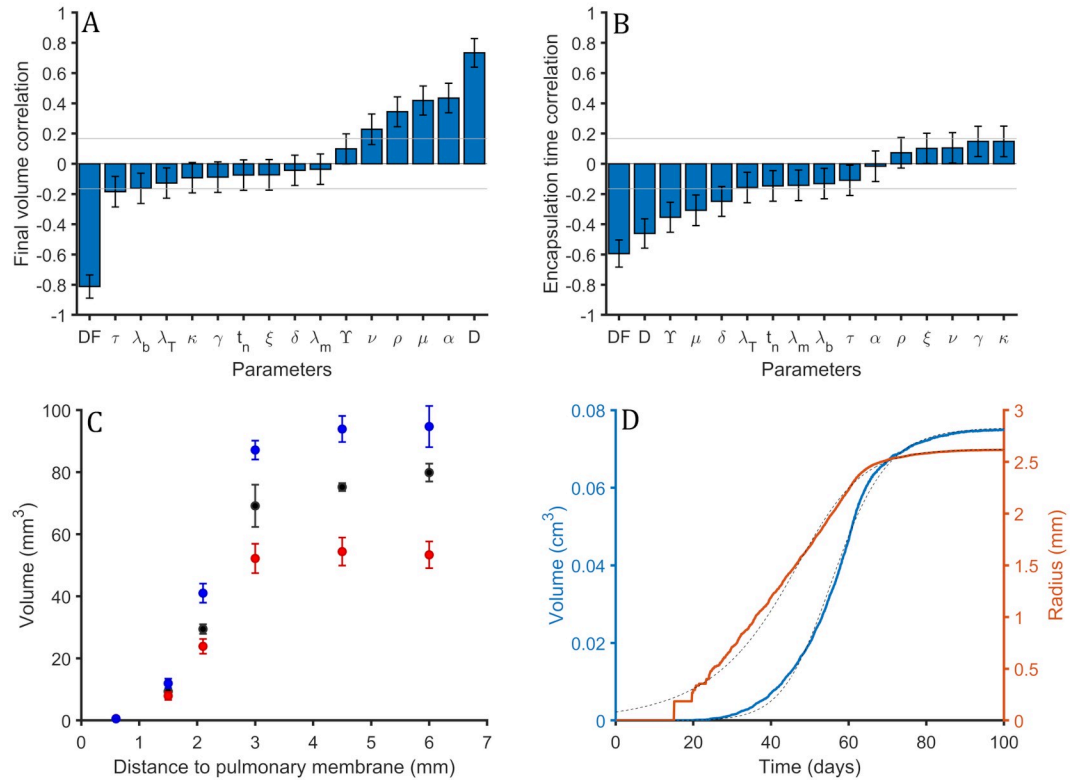 A
Final volume correlation
1
0.8
0.6
0.4
0.2
0
-0.2
-0.4
-0.6
-0.8
-1
DF τ λb λT κ γ tn ξ δ λm ϒ ν ρ μ α D
Parameters
B
Encapsulation time correlation
1
0.8
0.6
0.4
0.2
0
-0.2
-0.4
-0.6
-0.8
-1
DF D ϒ μ δ λT tn λm λb τ α ρ ξ ν γ κ
Parameters
C
Volume (mm³)
100
80
60
40
20
0
0 1 2 3 4 5 6 7
Distance to pulmonary membrane (mm)
D
Volume (cm³)
0.08
0.06
0.04
0.02
0
0 20 40 60 80 100
Time (days)
3
2.5
2
1.5
1
0.5
0
Radius (mm)